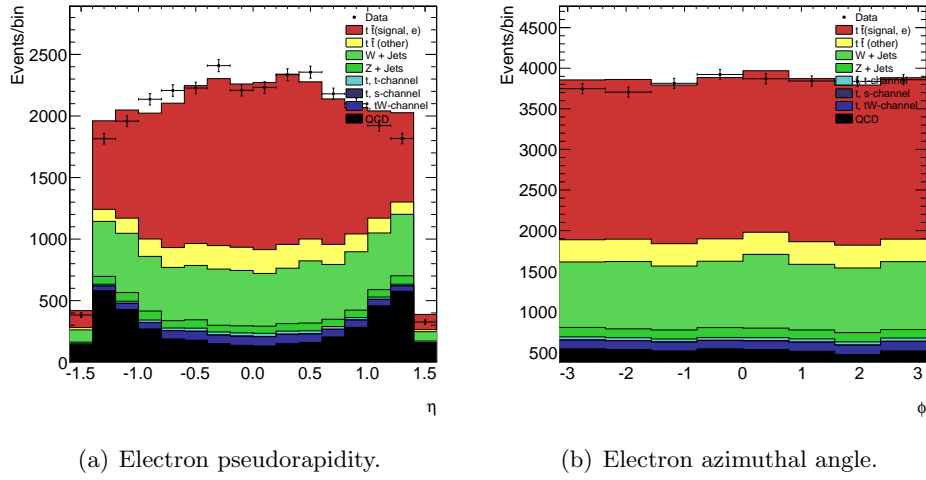 Events/bin
2500
2000
1500
1000
500
0
-1.5
-1.0
-0.5
0.0
0.5
1.0
1.5
η
Data
t t̄ (signal, e)
t t̄ (other)
W + Jets
Z + Jets
t, t-channel
t, s-channel
t, tW-channel
QCD
Events/bin
4500
4000
3500
3000
2500
2000
1500
1000
500
-3
-2
-1
0
1
2
3
ϕ
Data
t t̄(signal, e)
t t̄ (other)
W + Jets
Z + Jets
t, t-channel
t, s-channel
t, tW-channel
QCD
(a) Electron pseudorapidity.
(b) Electron azimuthal angle.